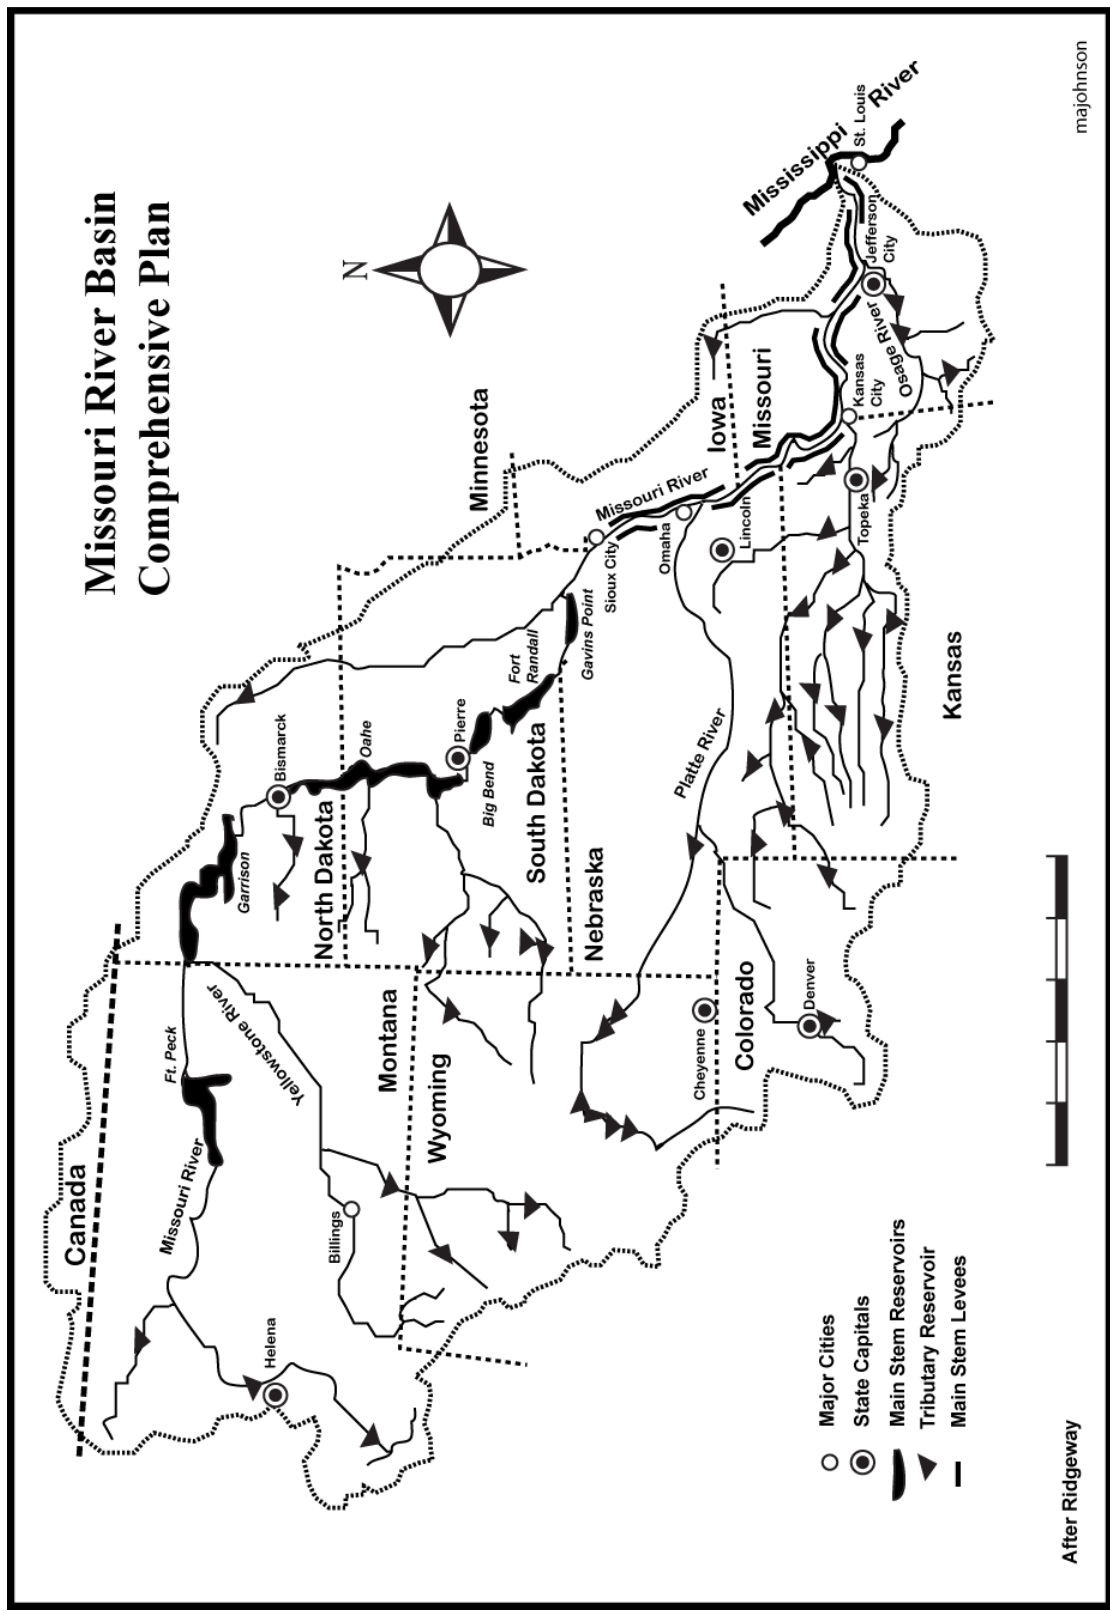 Missouri River Basin
Comprehensive Plan
N
Canada
Missouri River
Ft. Peck
Yellowstone River
Helena
Billings
Montana
Wyoming
Garrison
Bismarck
North Dakota
Oahe
Pierre
Big Bend
South Dakota
Fort
Randall
Gavins Point
Minnesota
Sioux City
Missouri River
Omaha
Lincoln
Nebraska
Platte River
Cheyenne
Colorado
Denver
Iowa
Missouri
Kansas
City
Topeka
Kansas
Osage River
Jefferson
City
Mississippi River
St. Louis
Major Cities
State Capitals
Main Stem Reservoirs
Tributary Reservoir
Main Stem Levees
After Ridgeway
majohnson